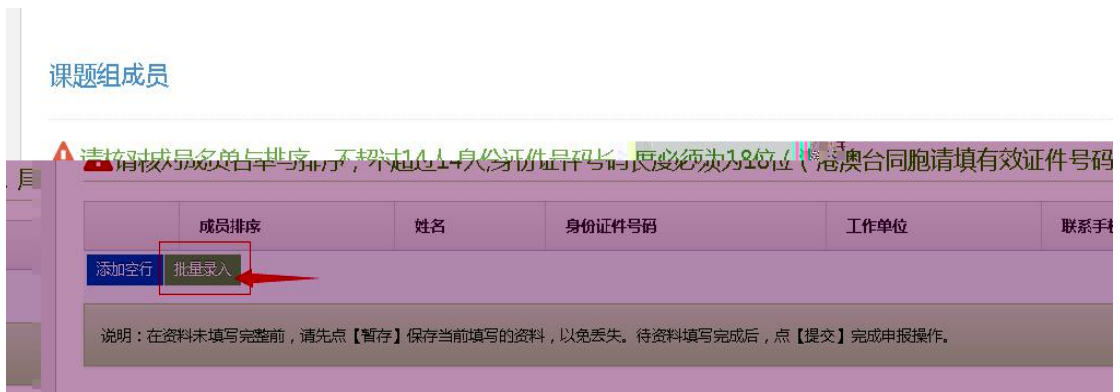 课题组成员
请核对成员名单与排序，不超过14人，身份证件号码长度必须为18位（港澳台同胞请填有效证件号码
成员排序 姓名 身份证件号码 工作单位 联系手机
添加空行 批量录入
说明：在资料未填写完整前，请先点【暂存】保存当前填写的资料，以免丢失。待资料填写完成后，点【提交】完成申报操作。